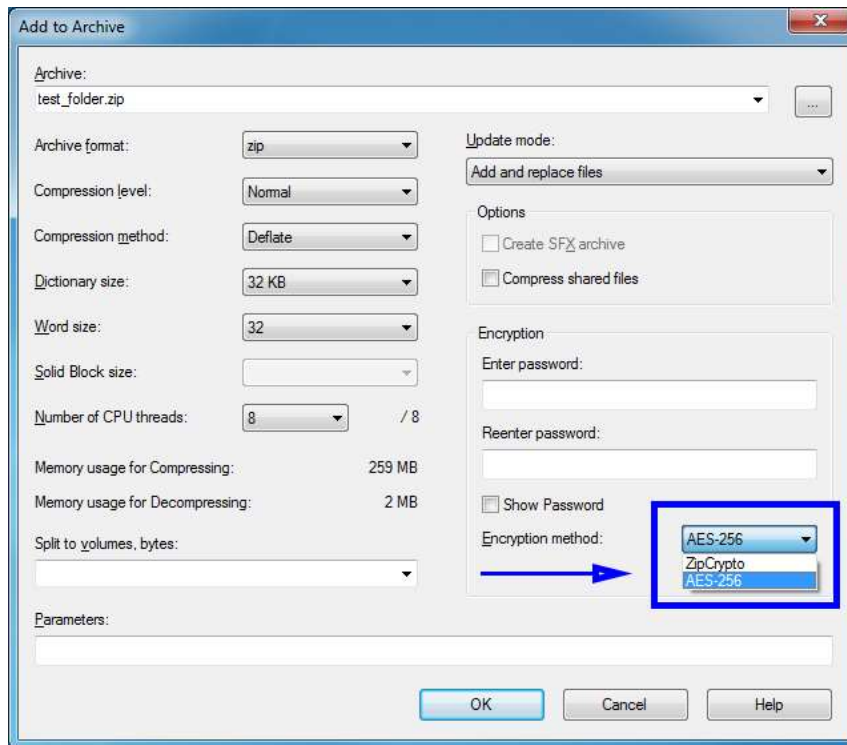 Add to Archive
Archive:
test_folder.zip
...
Archive format:
zip
Compression level:
Normal
Compression method:
Deflate
Dictionary size:
32 KB
Word size:
32
Solid Block size:
Number of CPU threads:
8
/ 8
Memory usage for Compressing:
259 MB
Memory usage for Decompressing:
2 MB
Split to volumes, bytes:
Update mode:
Add and replace files
Options
Create SFX archive
Compress shared files
Encryption
Enter password:
Reenter password:
Show Password
Encryption method:
AES-256
ZipCrypto
AES-256
Parameters:
OK
Cancel
Help